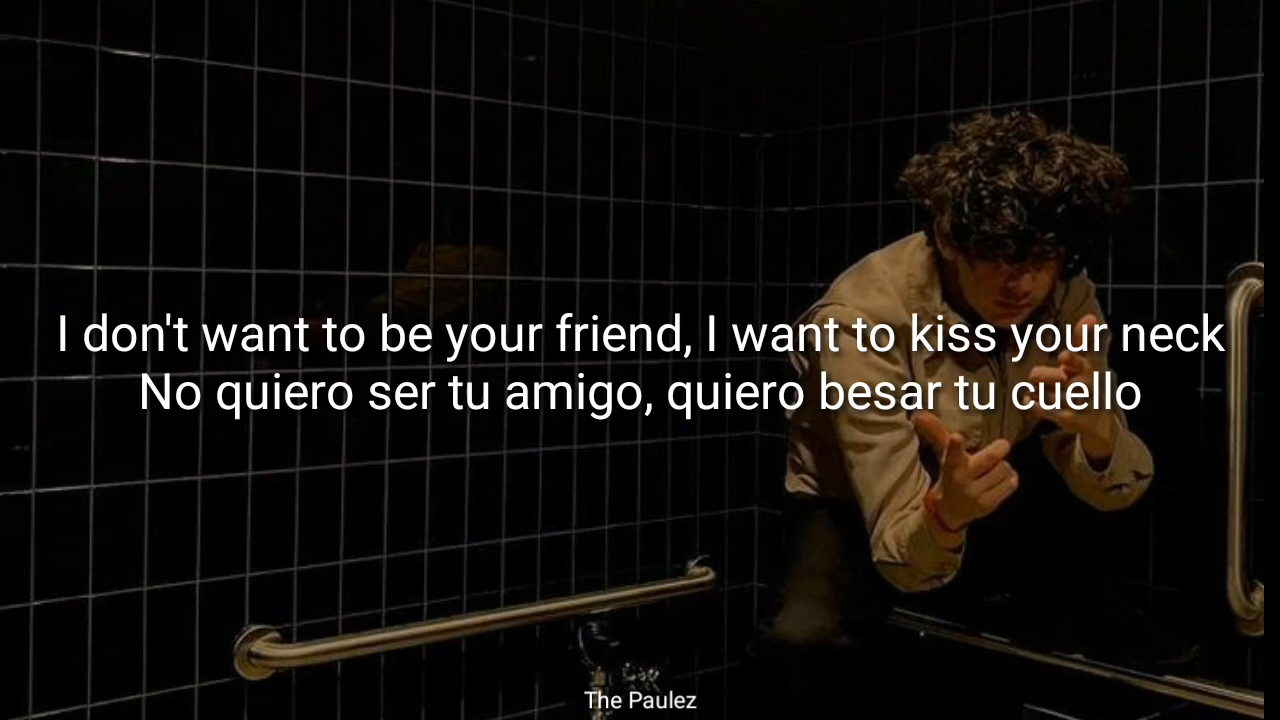 I don't want to be your friend, I want to kiss your neck
No quiero ser tu amigo, quiero besar tu cuello
The Paulez